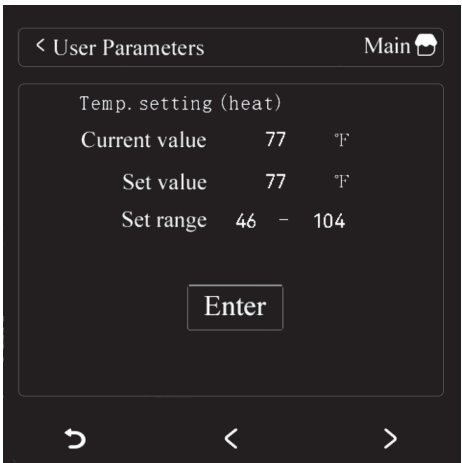 < User Parameters Main
Temp. setting (heat)
Current value 77 °F
Set value 77 °F
Set range 46 - 104
Enter